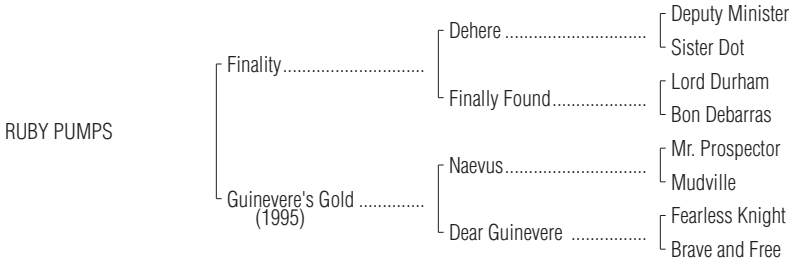 Deputy Minister
Dehere ..............................
Sister Dot
Finality..............................
Lord Durham
Finally Found....................
Bon Debarras
RUBY PUMPS
Mr. Prospector
Naevus..............................
Mudville
Guinevere's Gold ..............
(1995)
Fearless Knight
Dear Guinevere ................
Brave and Free